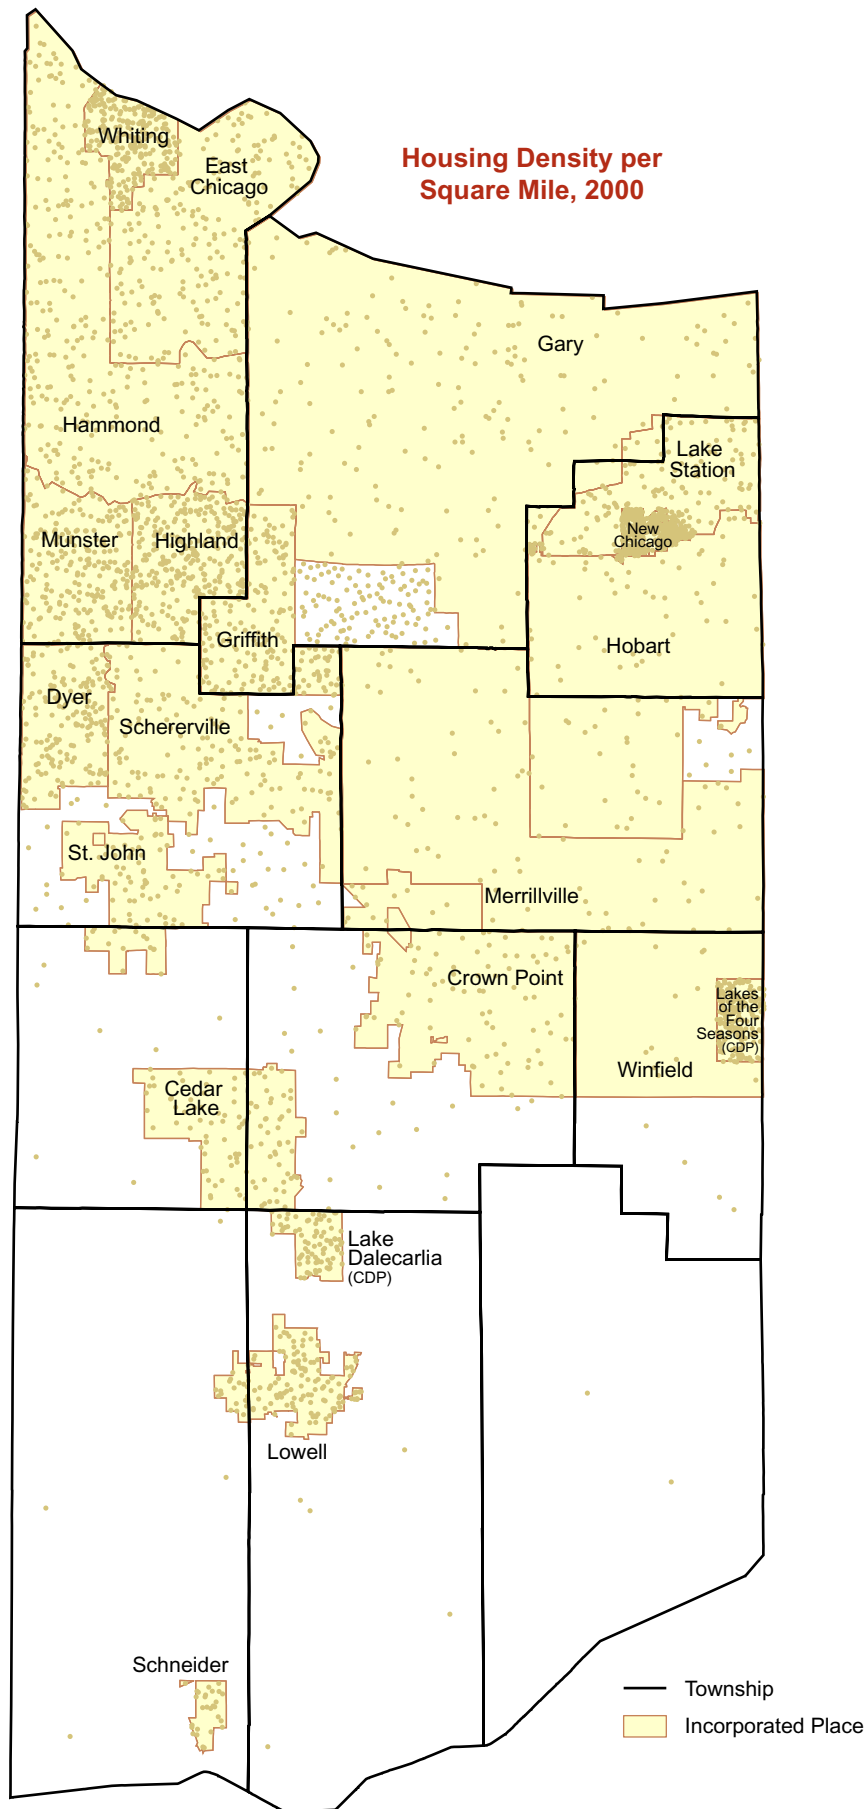 Housing Density per
Square Mile, 2000
Whiting
East
Chicago
Gary
Hammond
Lake
Station
New
Chicago
Munster
Highland
Griffith
Hobart
Dyer
Schererville
St. John
Merrillville
Crown Point
Lakes
of the
Four
Seasons
(CDP)
Winfield
Cedar
Lake
Lake
Dalecarlia
(CDP)
Lowell
Schneider
Township
Incorporated Place